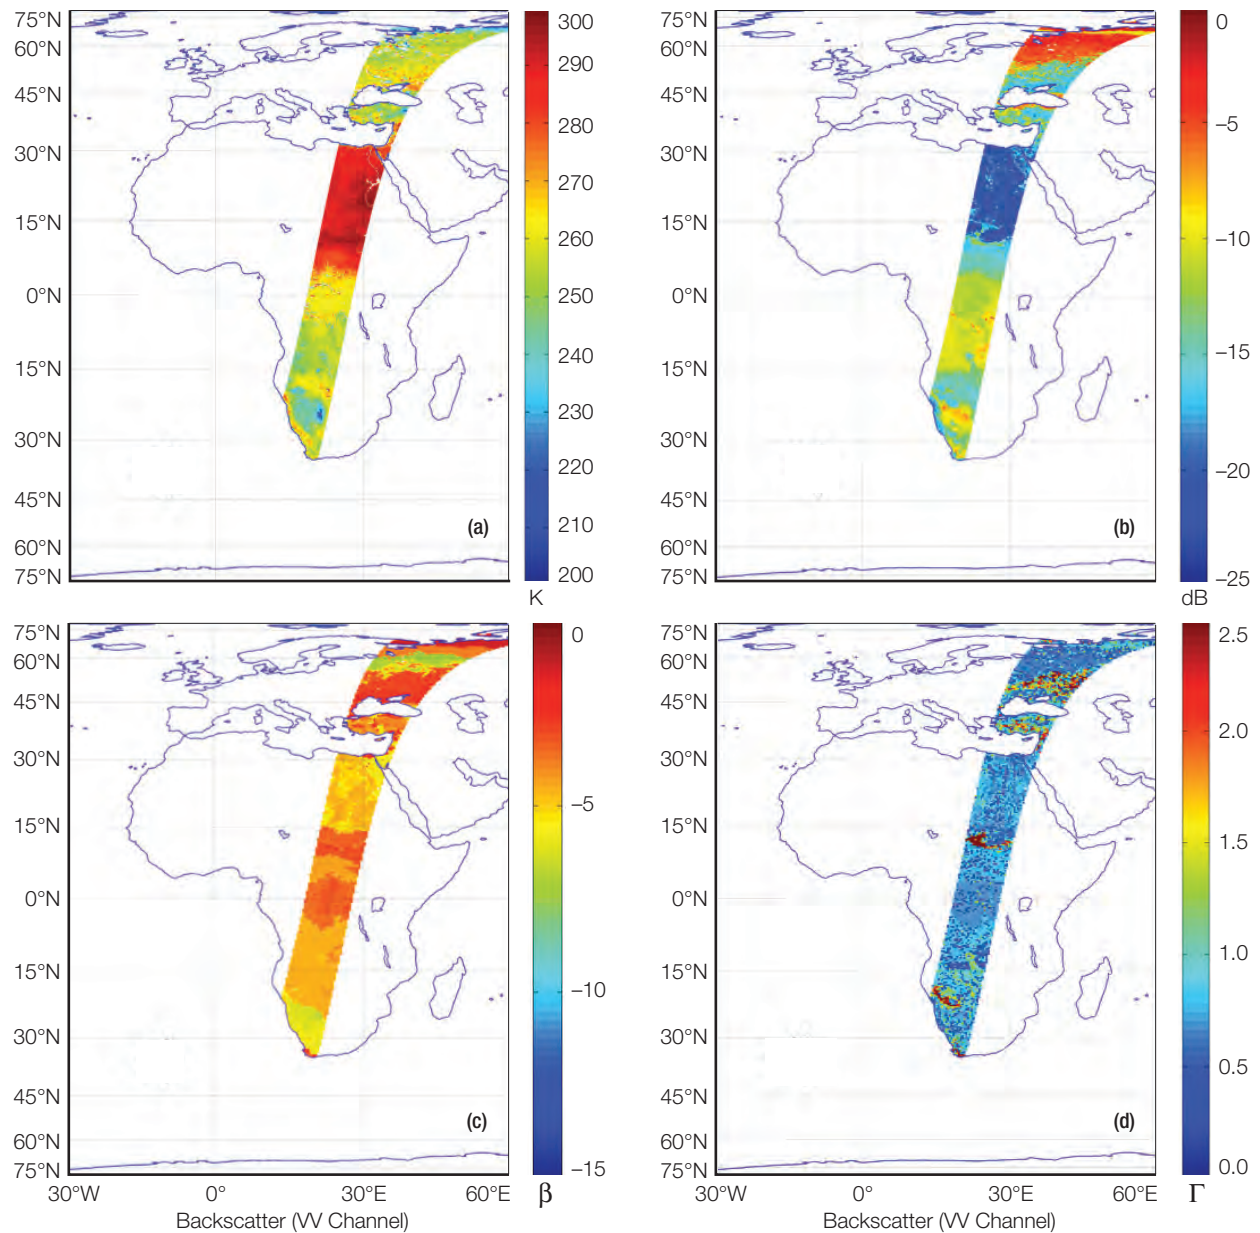 75°N
60°N
45°N
30°N
15°N
0°N
15°N
30°N
45°N
60°N
75°N
(a)
300
290
280
270
260
250
240
230
220
210
200
K
75°N
60°N
45°N
30°N
15°N
0°N
15°N
30°N
45°N
60°N
75°N
(b)
0
−5
−10
−15
−20
−25
dB
75°N
60°N
45°N
30°N
15°N
0°N
15°N
30°N
45°N
60°N
75°N
(c)
30°W 0° 30°E 60°E
Backscatter (VV Channel)
0
−5
−10
−15
β
75°N
60°N
45°N
30°N
15°N
0°N
15°N
30°N
45°N
60°N
75°N
(d)
30°W 0° 30°E 60°E
Backscatter (VV Channel)
2.5
2.0
1.5
1.0
0.5
0.0
Γ